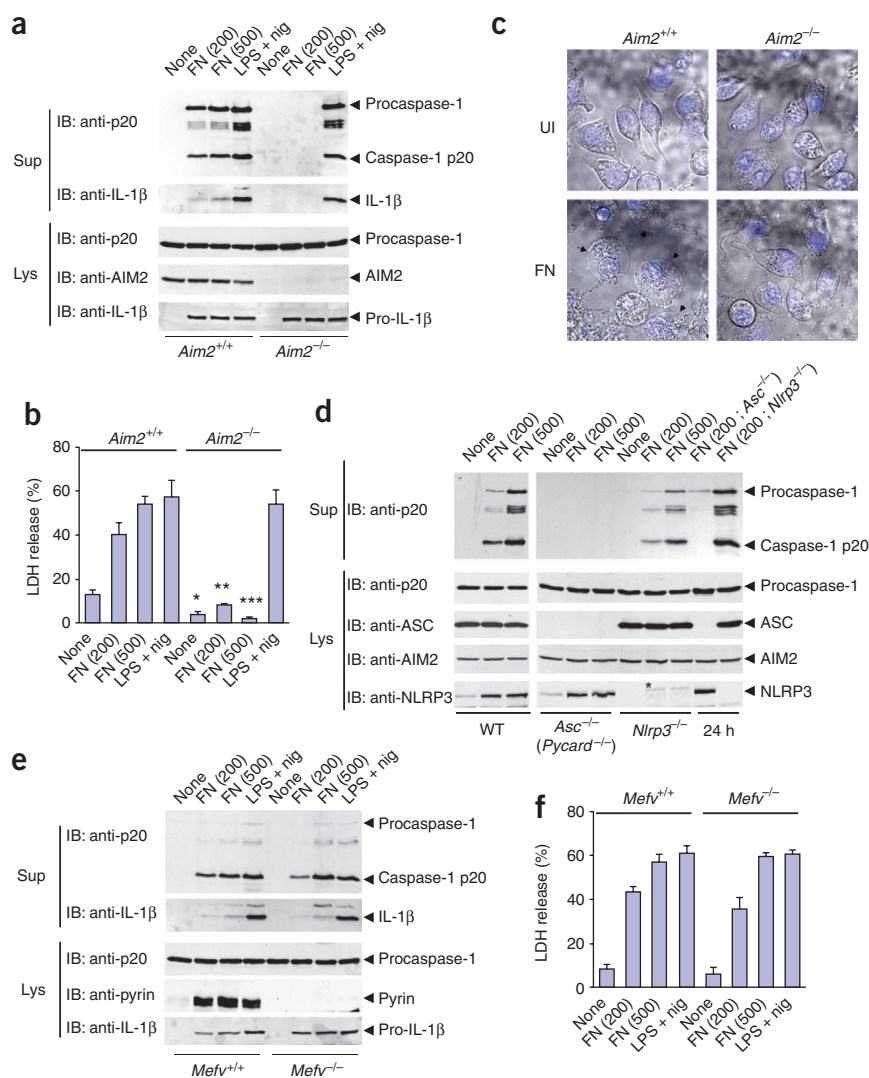 a
None
FN (200)
FN (500)
LPS + nig
None
FN (200)
FN (500)
LPS + nig
Sup
IB: anti-p20
Procaspase-1
Caspase-1 p20
IB: anti-IL-1β
IL-1β
Lys
IB: anti-p20
Procaspase-1
IB: anti-AIM2
AIM2
IB: anti-IL-1β
Pro-IL-1β
Aim2+/+
Aim2–/–
c
Aim2+/+
Aim2–/–
UI
FN
b
Aim2+/+
Aim2–/–
LDH release (%)
80
60
40
20
0
*
**
***
None
FN (200)
FN (500)
LPS + nig
None
FN (200)
FN (500)
LPS + nig
d
None
FN (200)
FN (500)
None
FN (200)
FN (500)
None
FN (200)
FN (500)
FN (200 ; Asc–/–)
FN (200 ; Nlrp3–/–)
Sup
IB: anti-p20
Procaspase-1
Caspase-1 p20
Lys
IB: anti-p20
Procaspase-1
IB: anti-ASC
ASC
IB: anti-AIM2
AIM2
IB: anti-NLRP3
*
NLRP3
WT
Asc–/–
(Pycard–/–)
Nlrp3–/–
24 h
e
None
FN (200)
FN (500)
LPS + nig
None
FN (200)
FN (500)
LPS + nig
Sup
IB: anti-p20
Procaspase-1
Caspase-1 p20
IB: anti-IL-1β
IL-1β
Lys
IB: anti-p20
Procaspase-1
IB: anti-pyrin
Pyrin
IB: anti-IL-1β
Pro-IL-1β
Mefv+/+
Mefv–/–
f
Mefv+/+
Mefv–/–
LDH release (%)
80
60
40
20
0
None
FN (200)
FN (500)
LPS + nig
None
FN (200)
FN (500)
LPS + nig